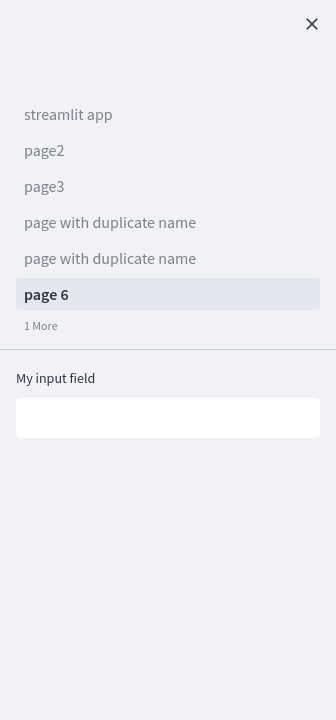 streamlit app
page2
page3
page with duplicate name
page with duplicate name
page 6
1 More
My input field